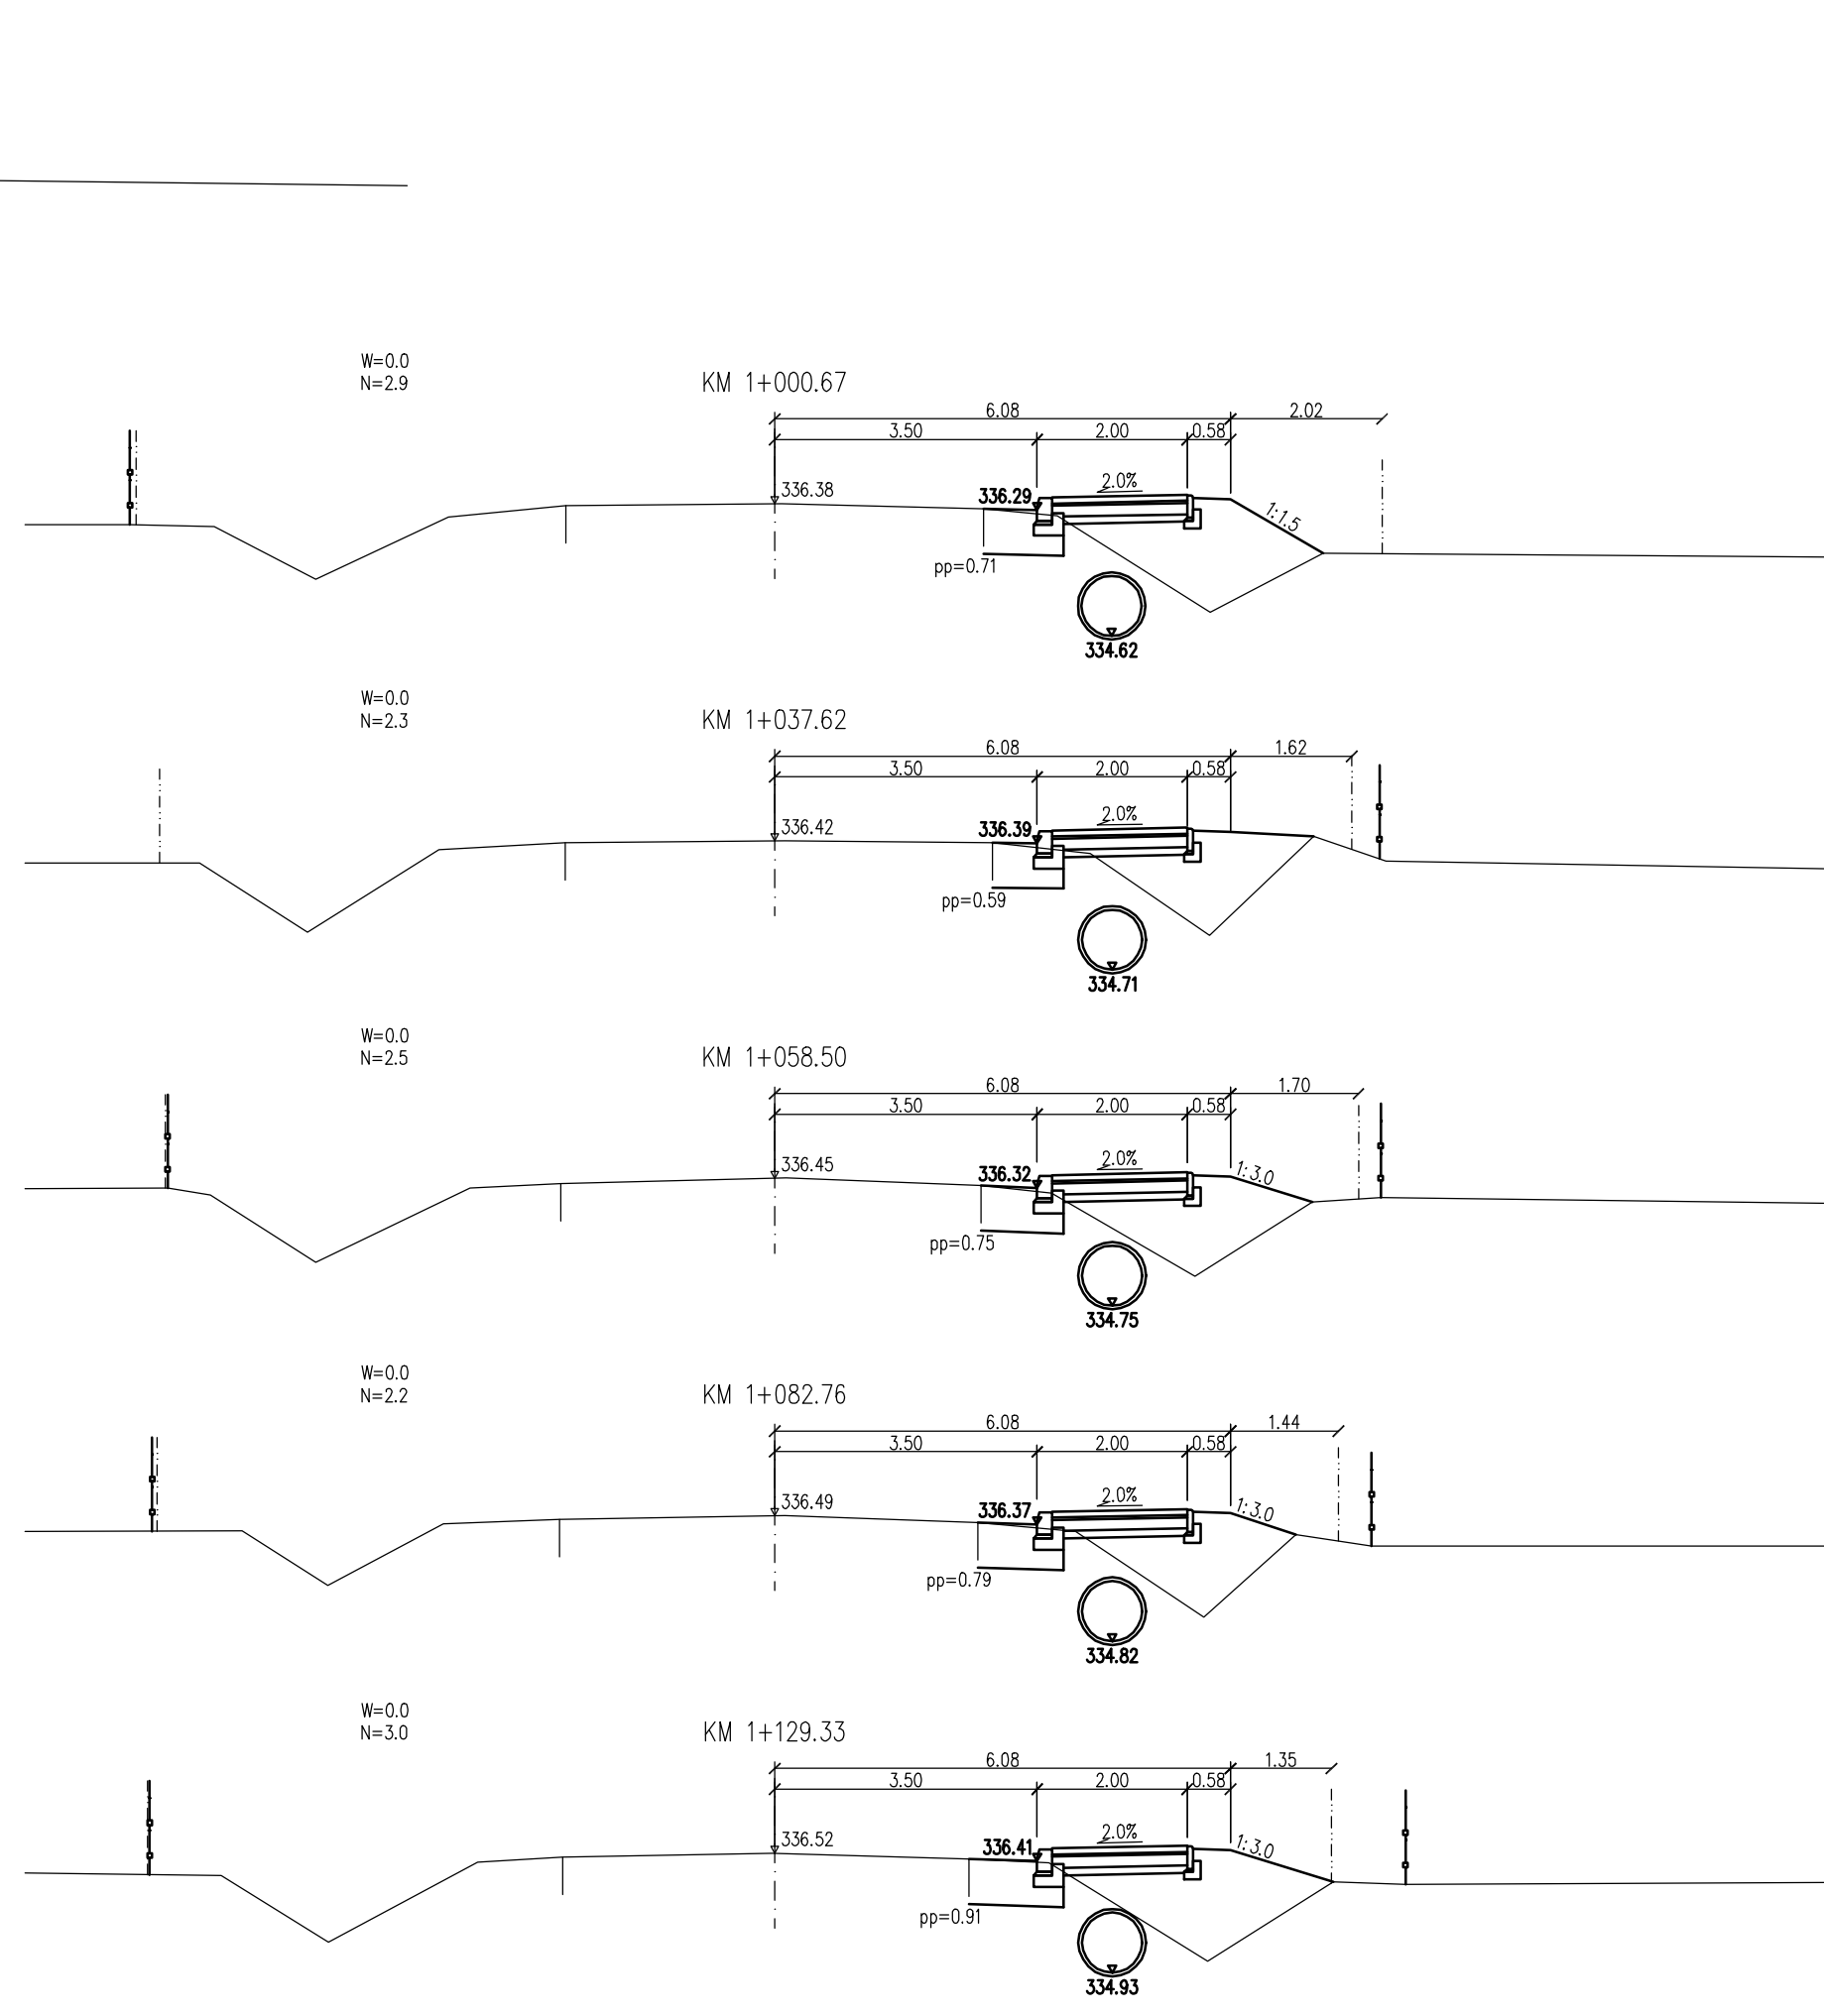 W=0.0
N=2.9
KM 1+000.67
6.08 2.02
3.50 2.00 0.58
2.0%
336.38 336.29
1:1.5
pp=0.71
334.62
W=0.0
N=2.3
KM 1+037.62
6.08 1.62
3.50 2.00 0.58
2.0%
336.42 336.39
pp=0.59
334.71
W=0.0
N=2.5
KM 1+058.50
6.08 1.70
3.50 2.00 0.58
2.0%
336.45 336.32 1:3.0
pp=0.75
334.75
W=0.0
N=2.2
KM 1+082.76
6.08 1.44
3.50 2.00 0.58
2.0%
336.49 336.37 1:3.0
pp=0.79
334.82
W=0.0
N=3.0
KM 1+129.33
6.08 1.35
3.50 2.00 0.58
2.0%
336.52 336.41 1:3.0
pp=0.91
334.93